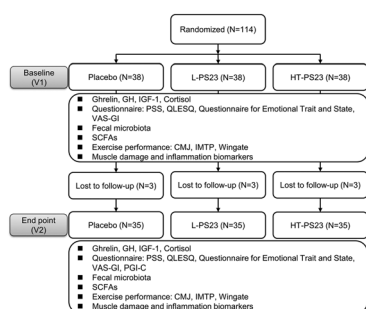 Randomized (N=114)
Baseline
(V1)
Placebo (N=38)
L-PS23 (N=38)
HT-PS23 (N=38)
■ Ghrelin, GH, IGF-1, Cortisol
■ Questionnaire: PSS, QLESQ, Questionnaire for Emotional Trait and State,
VAS-GI
■ Fecal microbiota
■ SCFAs
■ Exercise performance: CMJ, IMTP, Wingate
■ Muscle damage and inflammation biomarkers
Lost to follow-up (N=3)
Lost to follow-up (N=3)
Lost to follow-up (N=3)
End point
(V2)
Placebo (N=35)
L-PS23 (N=35)
HT-PS23 (N=35)
■ Ghrelin, GH, IGF-1, Cortisol
■ Questionnaire: PSS, QLESQ, Questionnaire for Emotional Trait and State,
VAS-GI, PGI-C
■ Fecal microbiota
■ SCFAs
■ Exercise performance: CMJ, IMTP, Wingate
■ Muscle damage and inflammation biomarkers